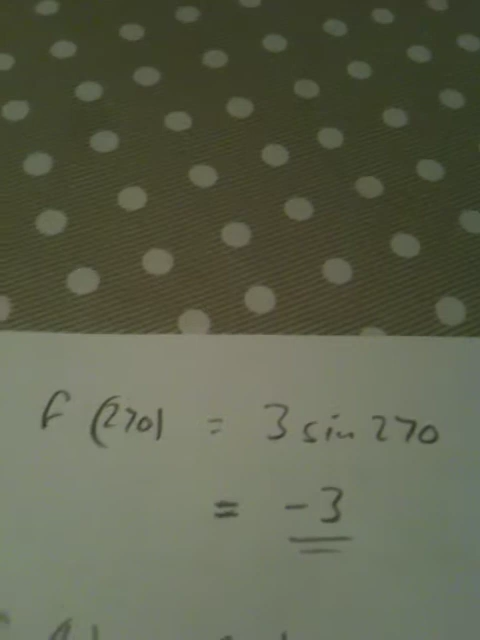 f (270) = 3 sin 270
= -3